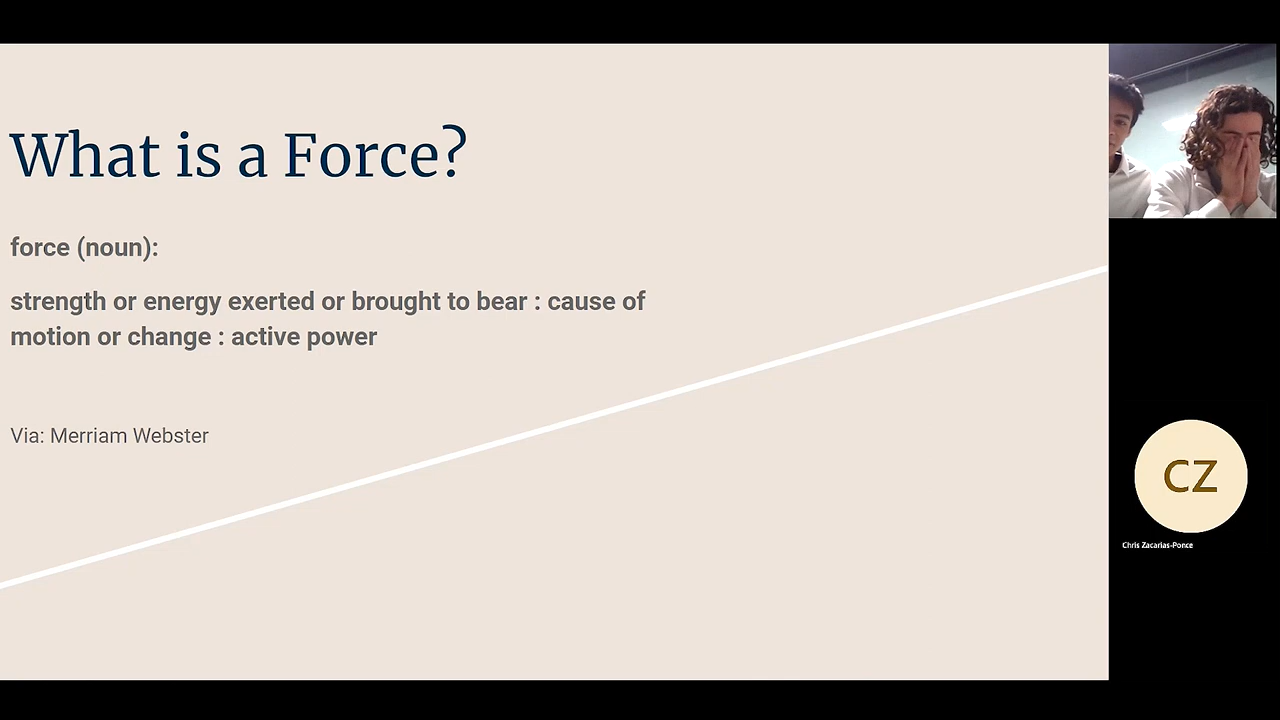 What is a Force?
force (noun):
strength or energy exerted or brought to bear : cause of
motion or change : active power
Via: Merriam Webster
CZ
Chris Zacarias-Ponce